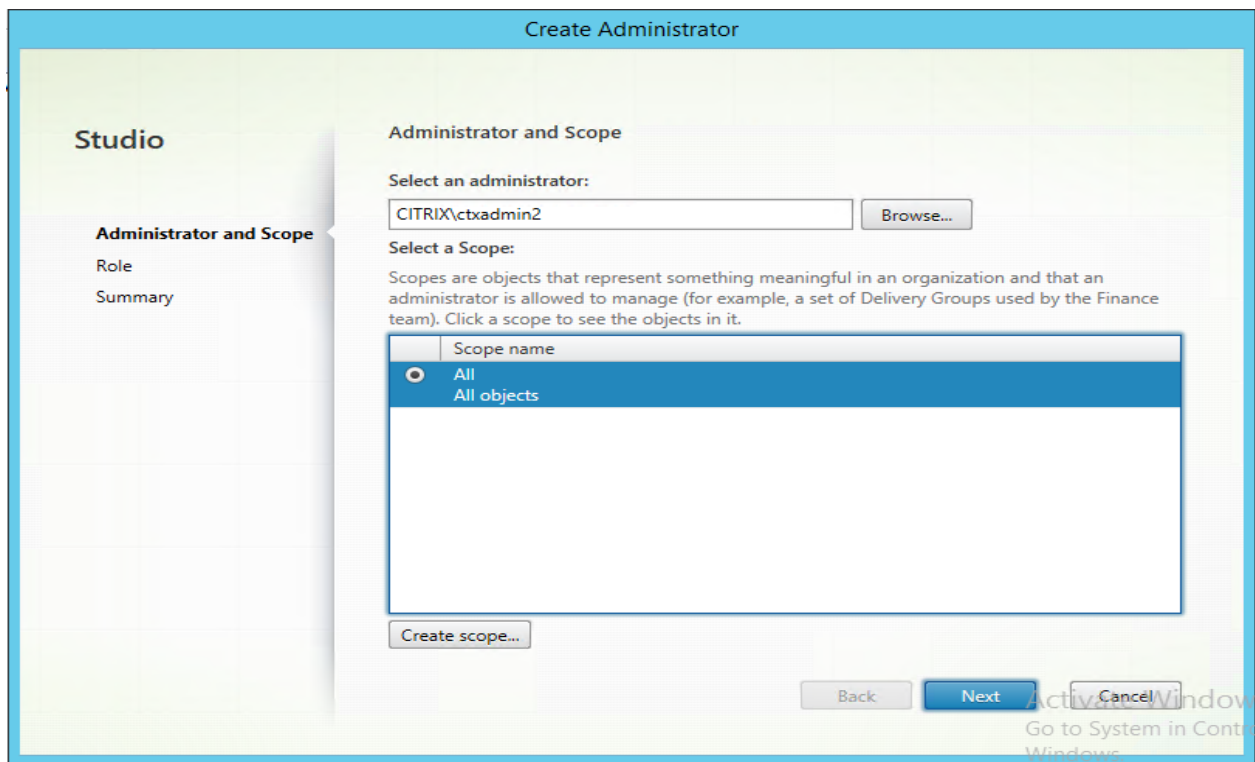 Create Administrator
Studio
Administrator and Scope
Role
Summary
Administrator and Scope
Select an administrator:
CITRIX\ctxadmin2
Browse...
Select a Scope:
Scopes are objects that represent something meaningful in an organization and that an
administrator is allowed to manage (for example, a set of Delivery Groups used by the Finance
team). Click a scope to see the objects in it.
Scope name
All
All objects
Create scope...
Back
Next
Cancel
Activate Window
Go to System in Contr
Windows